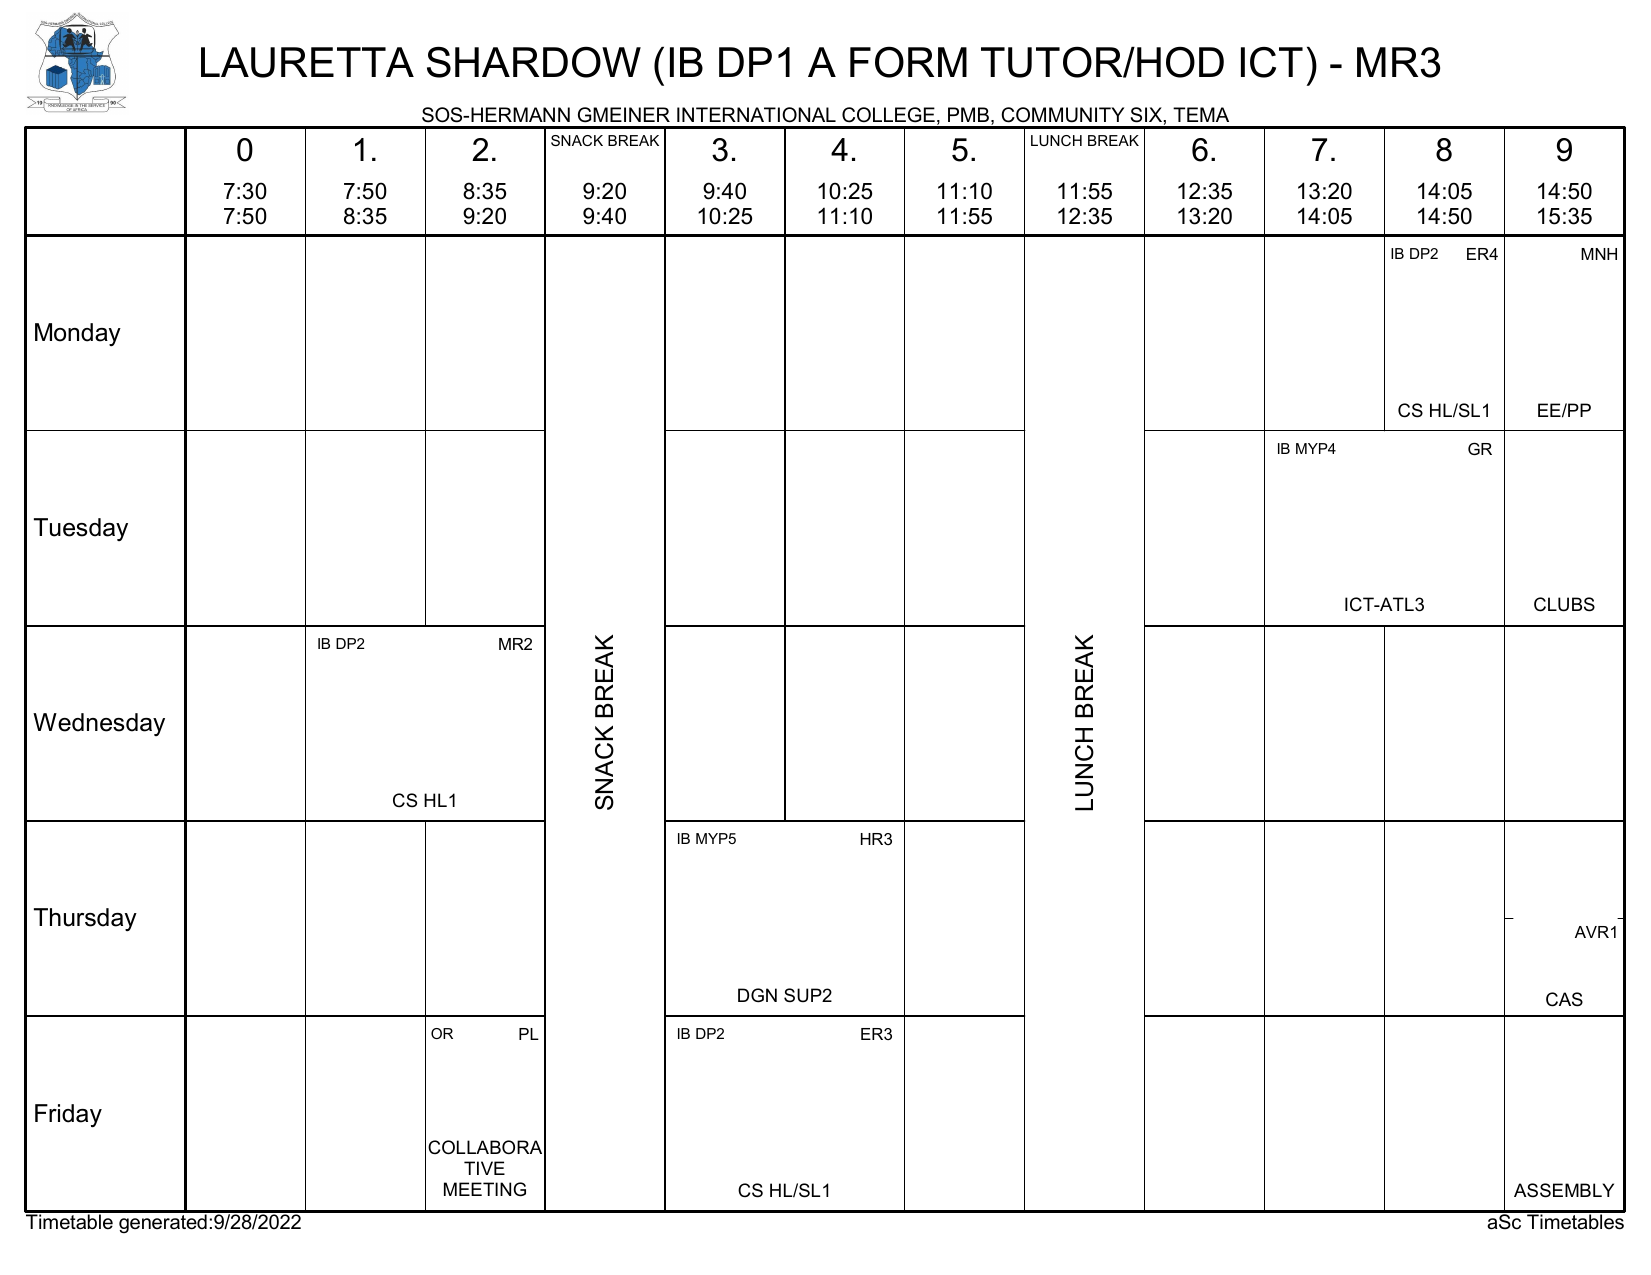 LAURETTA SHARDOW (IB DP1 A FORM TUTOR/HOD ICT) - MR3
SOS-HERMANN GMEINER INTERNATIONAL COLLEGE, PMB, COMMUNITY SIX, TEMA
0 1. 2. SNACK BREAK 3. 4. 5. LUNCH BREAK 6. 7. 8 9
7:30 7:50 8:35 9:20 9:40 10:25 11:10 11:55 12:35 13:20 14:05 14:50
7:50 8:35 9:20 9:40 10:25 11:10 11:55 12:35 13:20 14:05 14:50 15:35
IB DP2 ER4 MNH
Monday
CS HL/SL1 EE/PP
IB MYP4 GR
Tuesday
ICT-ATL3 CLUBS
IB DP2 MR2
Wednesday
SNACK BREAK
LUNCH BREAK
CS HL1
IB MYP5 HR3
Thursday
AVR1
DGN SUP2
CAS
OR PL IB DP2 ER3
Friday
COLLABORA
TIVE
MEETING CS HL/SL1 ASSEMBLY
Timetable generated:9/28/2022 aSc Timetables